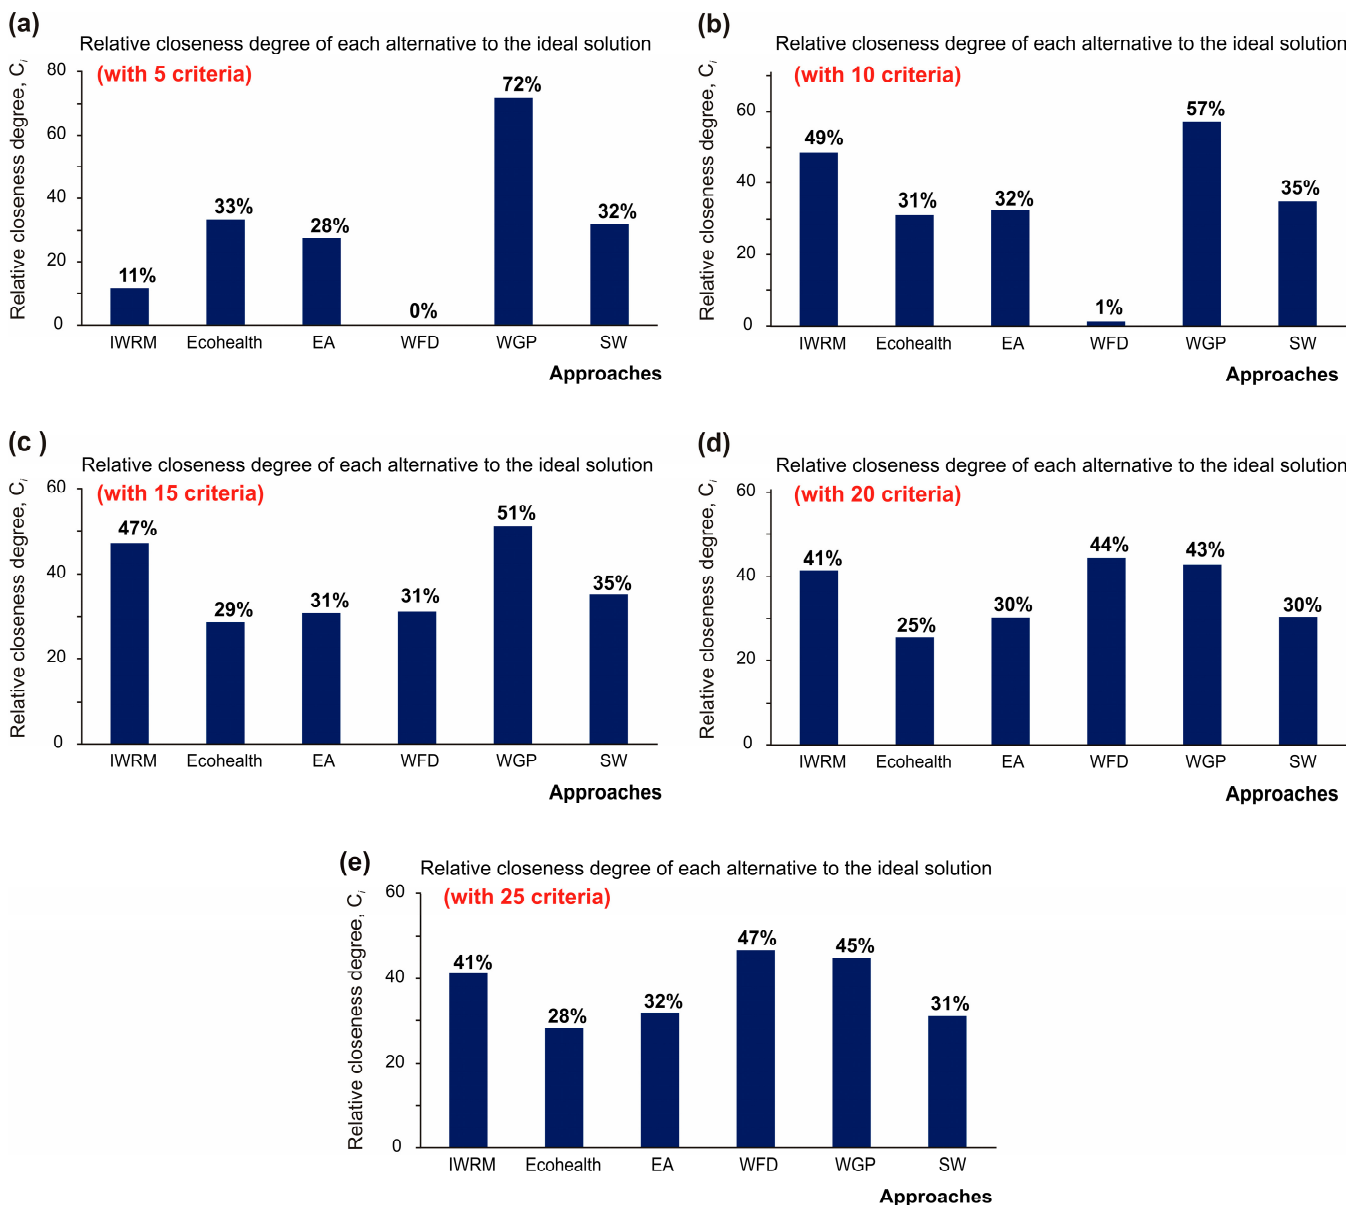 (a)
Relative closeness degree of each alternative to the ideal solution
(with 5 criteria)
Relative closeness degree, Ci
80
60
40
20
0
11%
33%
28%
0%
72%
32%
IWRM Ecohealth EA WFD WGP SW
Approaches
(b)
Relative closeness degree of each alternative to the ideal solution
(with 10 criteria)
Relative closeness degree, Ci
60
40
20
0
49%
31%
32%
1%
57%
35%
IWRM Ecohealth EA WFD WGP SW
Approaches
(c )
Relative closeness degree of each alternative to the ideal solution
(with 15 criteria)
Relative closeness degree, Ci
60
40
20
0
47%
29%
31%
31%
51%
35%
IWRM Ecohealth EA WFD WGP SW
Approaches
(d)
Relative closeness degree of each alternative to the ideal solution
(with 20 criteria)
Relative closeness degree, Ci
60
40
20
0
41%
25%
30%
44%
43%
30%
IWRM Ecohealth EA WFD WGP SW
Approaches
(e)
Relative closeness degree of each alternative to the ideal solution
(with 25 criteria)
Relative closeness degree, Ci
60
40
20
0
41%
28%
32%
47%
45%
31%
IWRM Ecohealth EA WFD WGP SW
Approaches